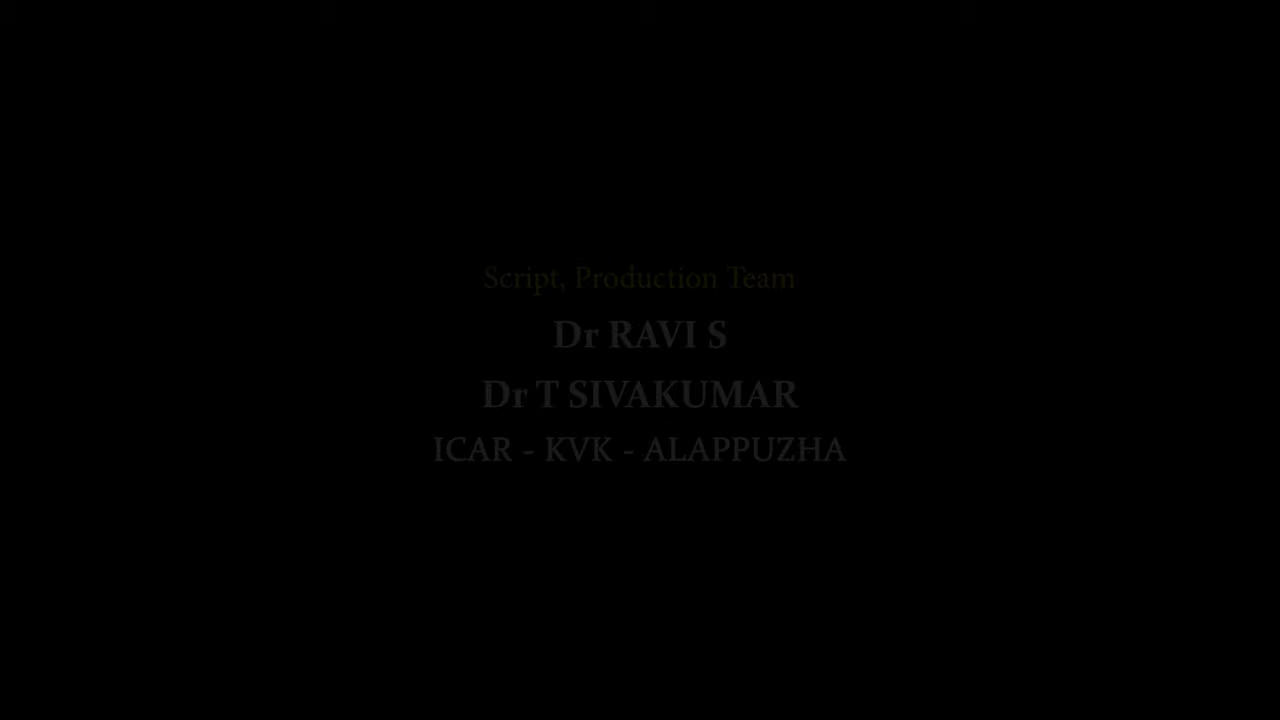 Script, Production Team
Dr RAVI S
Dr T SIVAKUMAR
ICAR - KVK - ALAPPUZHA